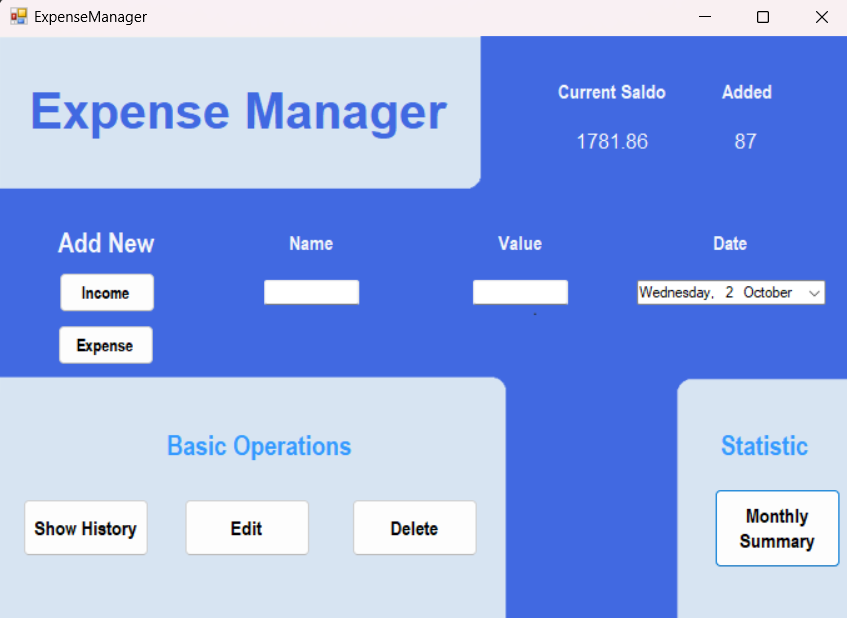 ExpenseManager
Expense Manager
Current Saldo
Added
1781.86
87
Add New
Name
Value
Date
Income
Wednesday, 2 October
Expense
Basic Operations
Statistic
Show History
Edit
Delete
Monthly
Summary